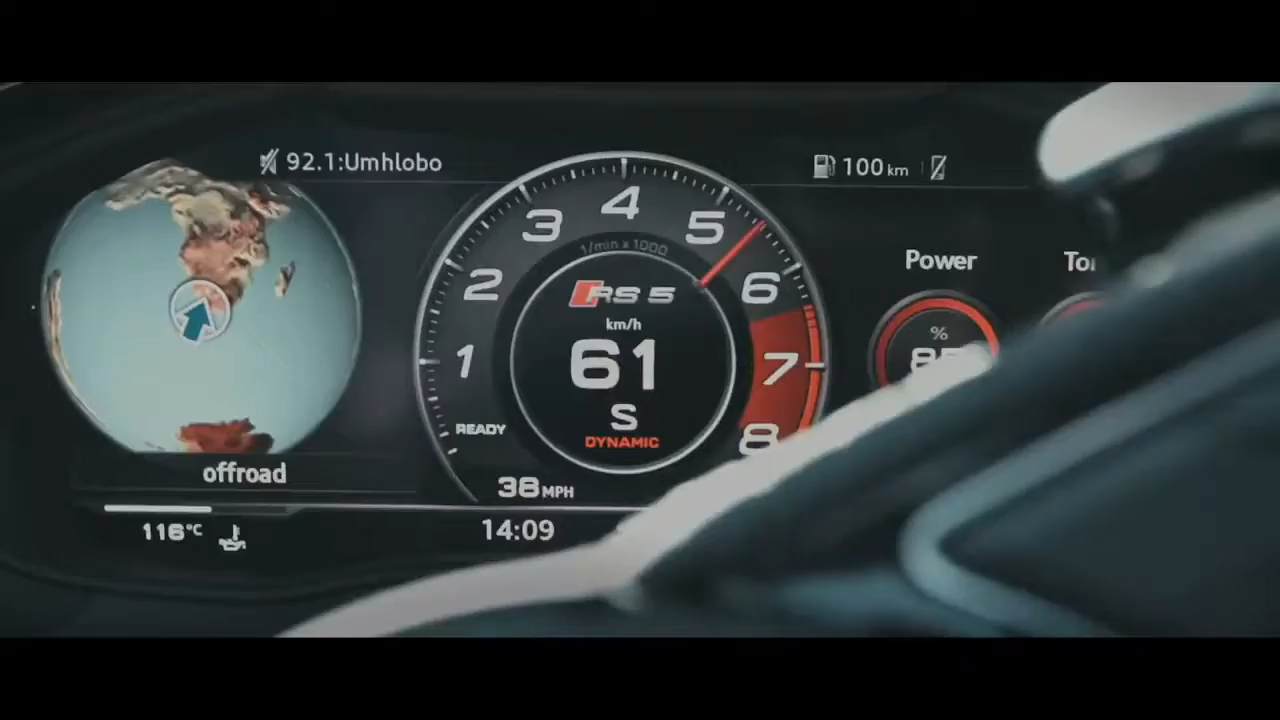 92.1:Umhlobo
100 km
1/min x 1000
1
2
3
4
5
6
7
8
RS 5
km/h
61
S
DYNAMIC
READY
38 MPH
Power
%
offroad
116°C
14:09